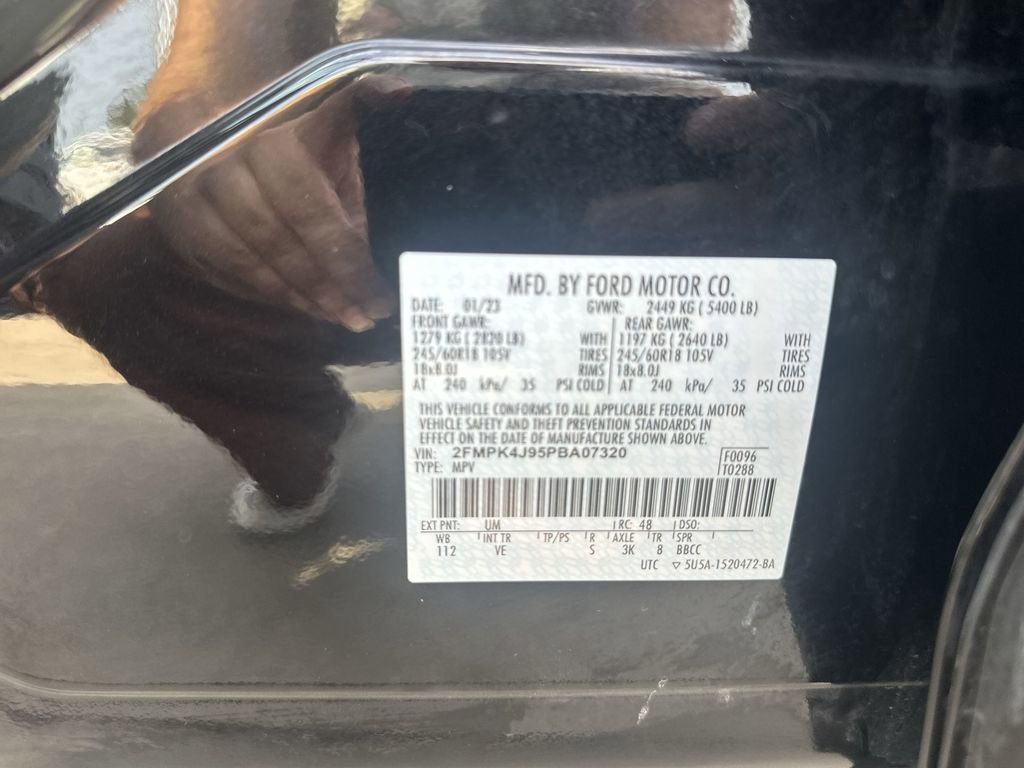 MFD. BY FORD MOTOR CO.
DATE: 01/23 GVWR: 2449 KG ( 5400 LB)
FRONT GAWR: REAR GAWR:
1279 KG ( 2820 LB) WITH 1197 KG ( 2640 LB) WITH
245/60R18 105V TIRES 245/60R18 105V TIRES
18x8.0J RIMS 18x8.0J RIMS
AT 240 kPa/ 35 PSI COLD AT 240 kPa/ 35 PSI COLD
THIS VEHICLE CONFORMS TO ALL APPLICABLE FEDERAL MOTOR
VEHICLE SAFETY AND THEFT PREVENTION STANDARDS IN
EFFECT ON THE DATE OF MANUFACTURE SHOWN ABOVE.
VIN: 2FMPK4J95PBA07320 F0096
TYPE: MPV T0288
EXT PNT: UM RC: 48 DSO:
WB INT TR TP/PS R AXLE TR SPR
112 VE S 3K 8 BBCC
UTC ▽ 5U5A-1520472-BA